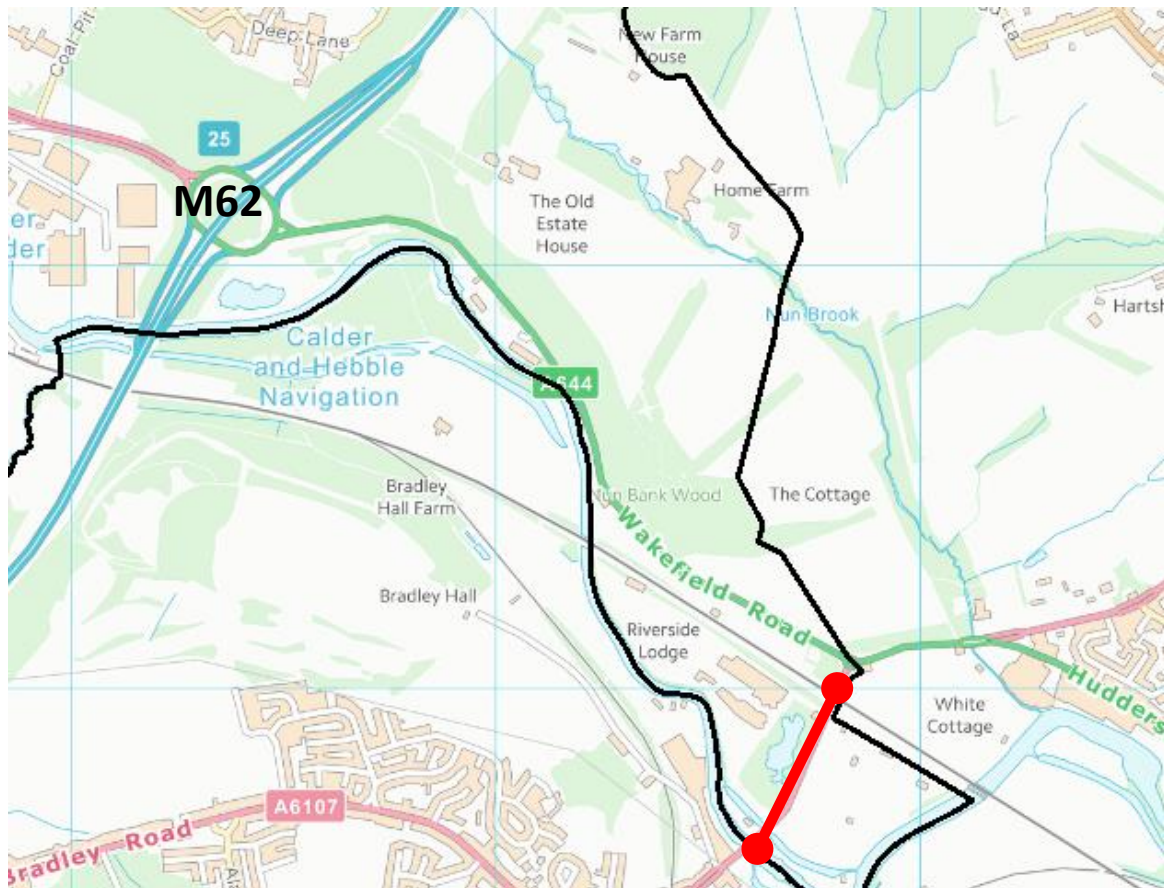 Coal Pit
Deep Lane
New Farm
House
25
M62
The Old
Estate
House
Home Farm
Nun Brook
Calder
and Hebble
Navigation
A644
Bradley
Hall Farm
Nun Bank Wood
The Cottage
Wakefield Road
Bradley Hall
Riverside
Lodge
White
Cottage
A6107
Bradley Road